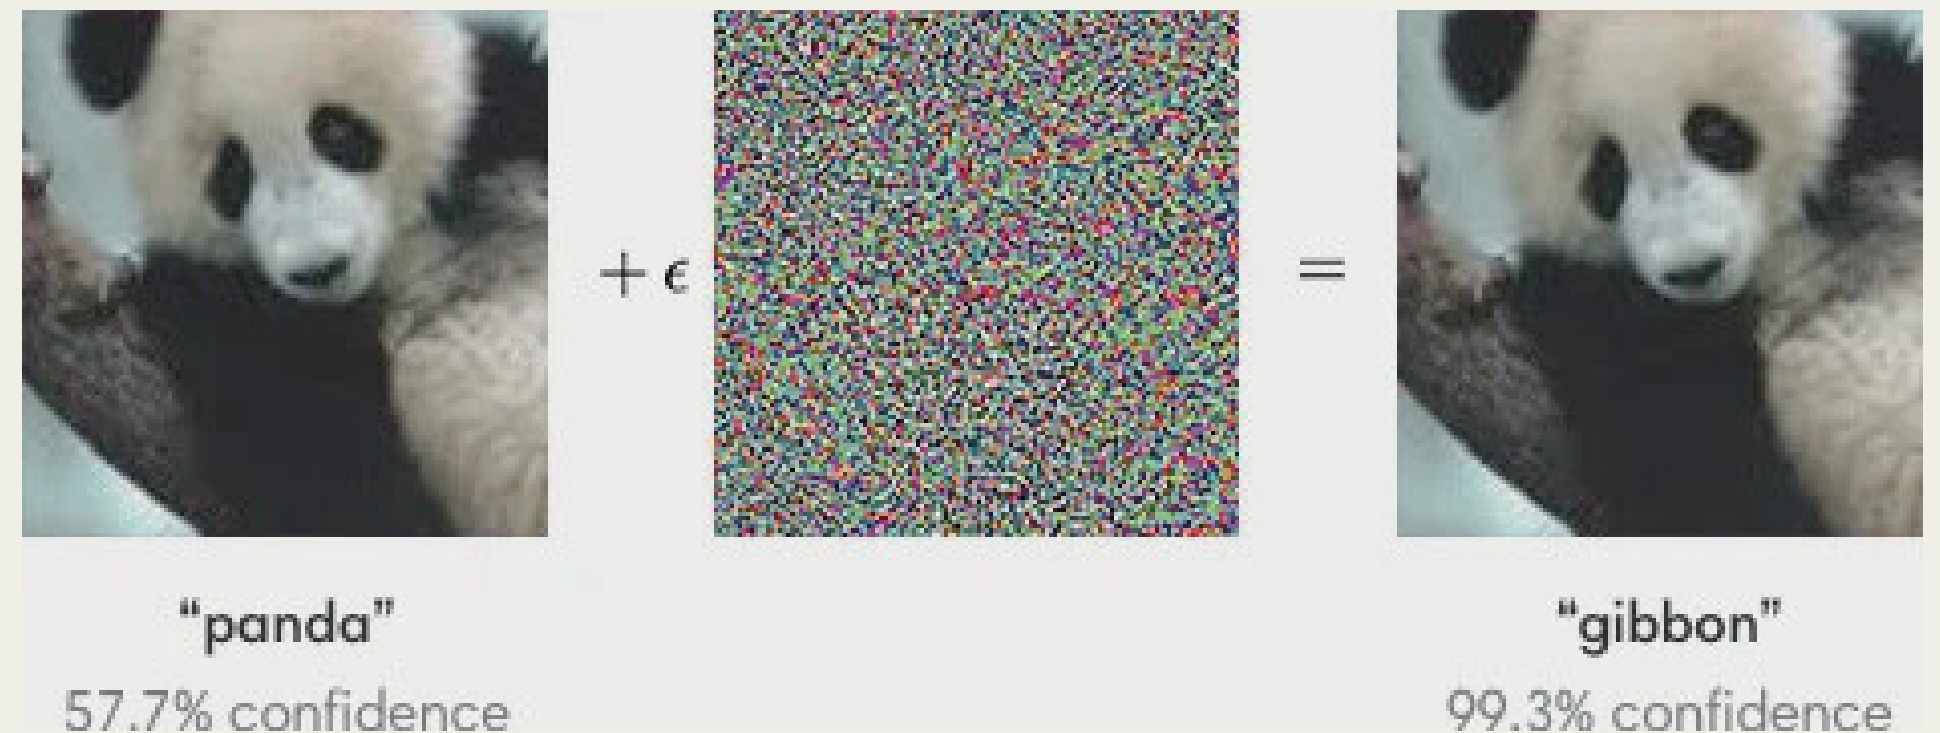 + ϵ
=
“panda”
“gibbon”
57.7% confidence
99.3% confidence